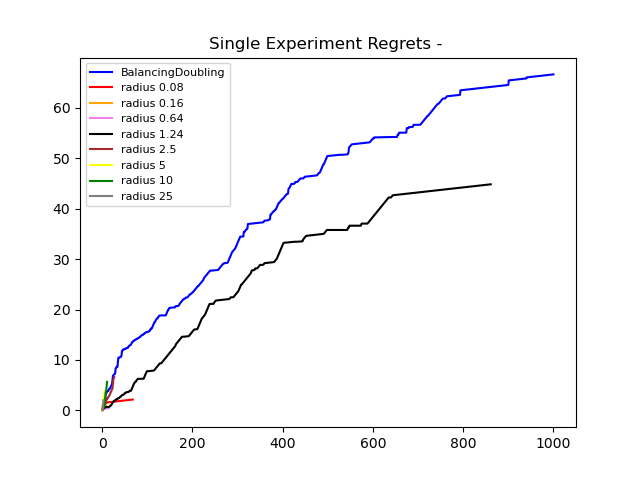 Single Experiment Regrets -
BalancingDoubling
radius 0.08
radius 0.16
radius 0.64
radius 1.24
radius 2.5
radius 5
radius 10
radius 25
60
50
40
30
20
10
0
0 200 400 600 800 1000